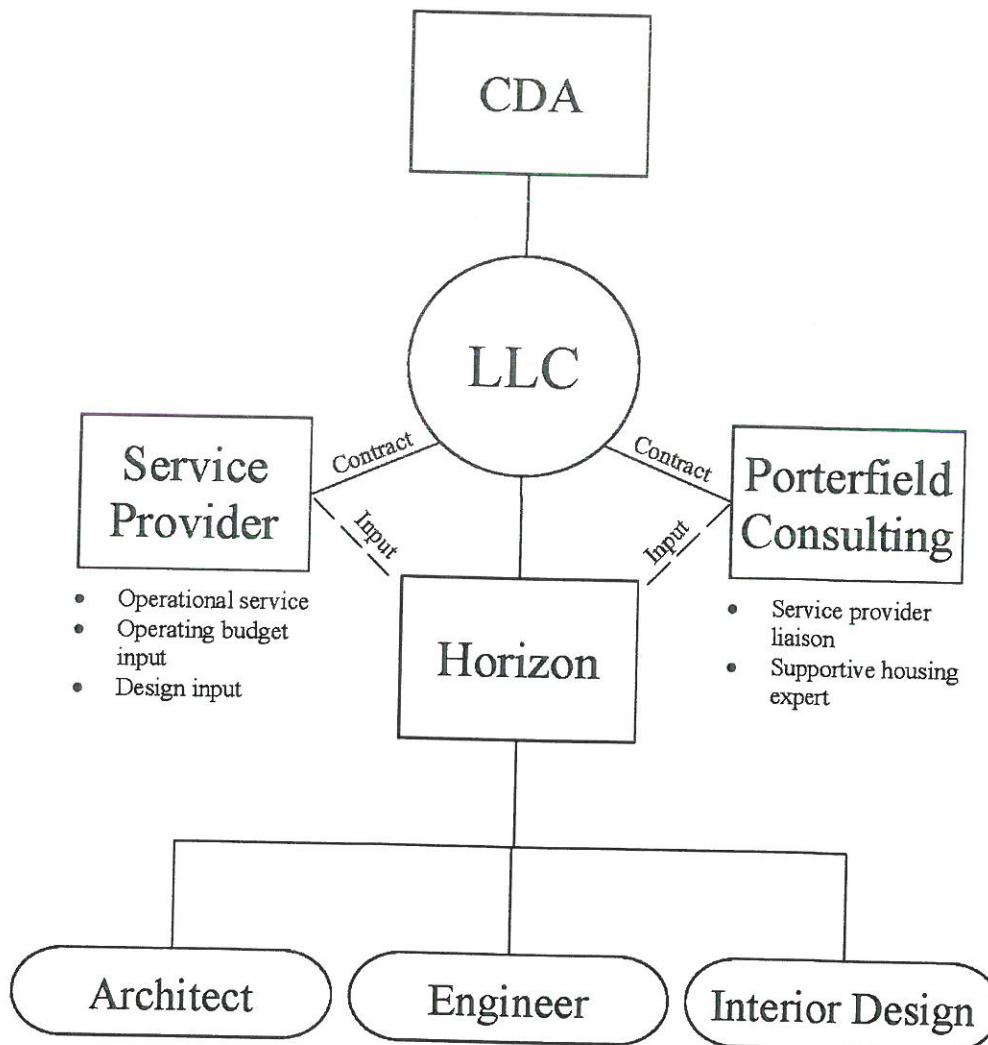 CDA
LLC
Contract
Contract
Service
Provider
Porterfield
Consulting
Input
Input
• Operational service
• Operating budget
input
• Design input
• Service provider
liaison
• Supportive housing
expert
Horizon
Architect
Engineer
Interior Design